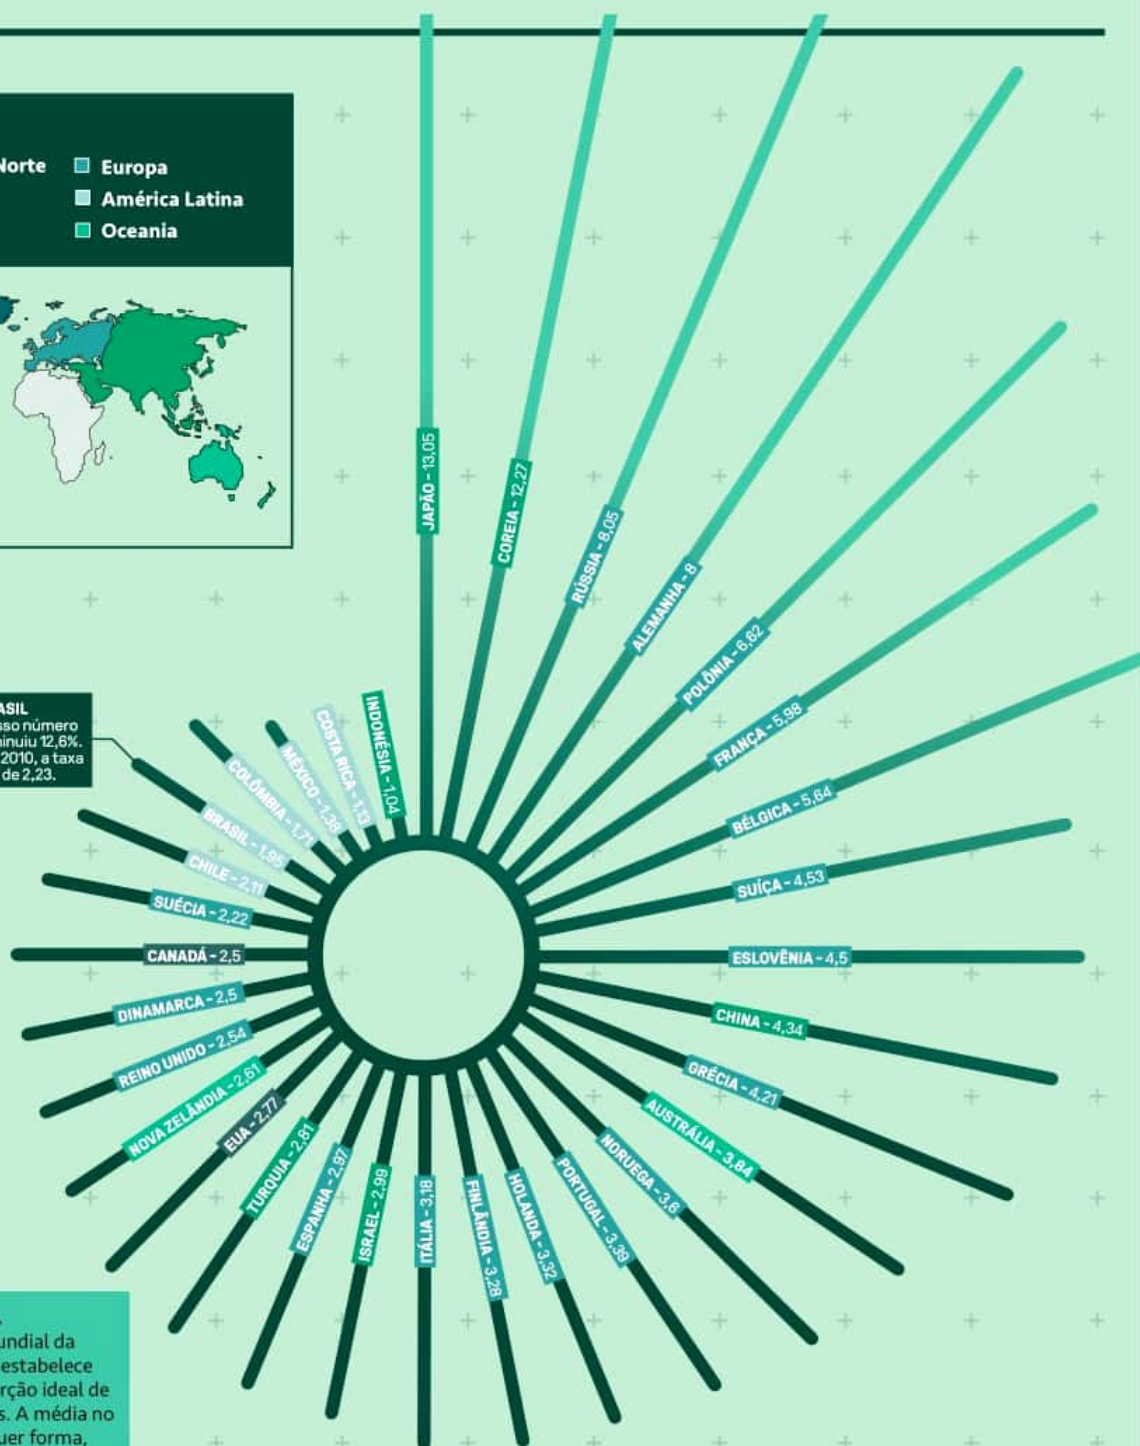 Norte
Europa
América Latina
Oceania
JAPÃO - 13,05
COREIA - 12,27
RÚSSIA - 8,05
ALEMANHA - 8
POLÔNIA - 6,62
FRANÇA - 5,98
BÉLGICA - 5,64
SUÍÇA - 4,53
ESLOVÊNIA - 4,5
CHINA - 4,34
GRÉCIA - 4,21
AUSTRÁLIA - 3,84
NORUEGA - 3,6
PORTUGAL - 3,39
HOLANDA - 3,32
FINLÂNDIA - 3,28
ITÁLIA - 3,18
ISRAEL - 2,99
ESPANHA - 2,97
TURQUIA - 2,81
EUA - 2,77
NOVA ZELÂNDIA - 2,61
REINO UNIDO - 2,54
DINAMARCA - 2,5
CANADÁ - 2,5
SUÉCIA - 2,22
CHILE - 2,11
BRASIL - 1,95
COLÔMBIA - 1,71
MÉXICO - 1,38
COSTA RICA - 1,13
INDONÉSIA - 1,04
ASIL
sso número
minuiu 12,6%.
2010, a taxa
de 2,23.
undial da
estabelece
rção ideal de
s. A média no
uer forma,